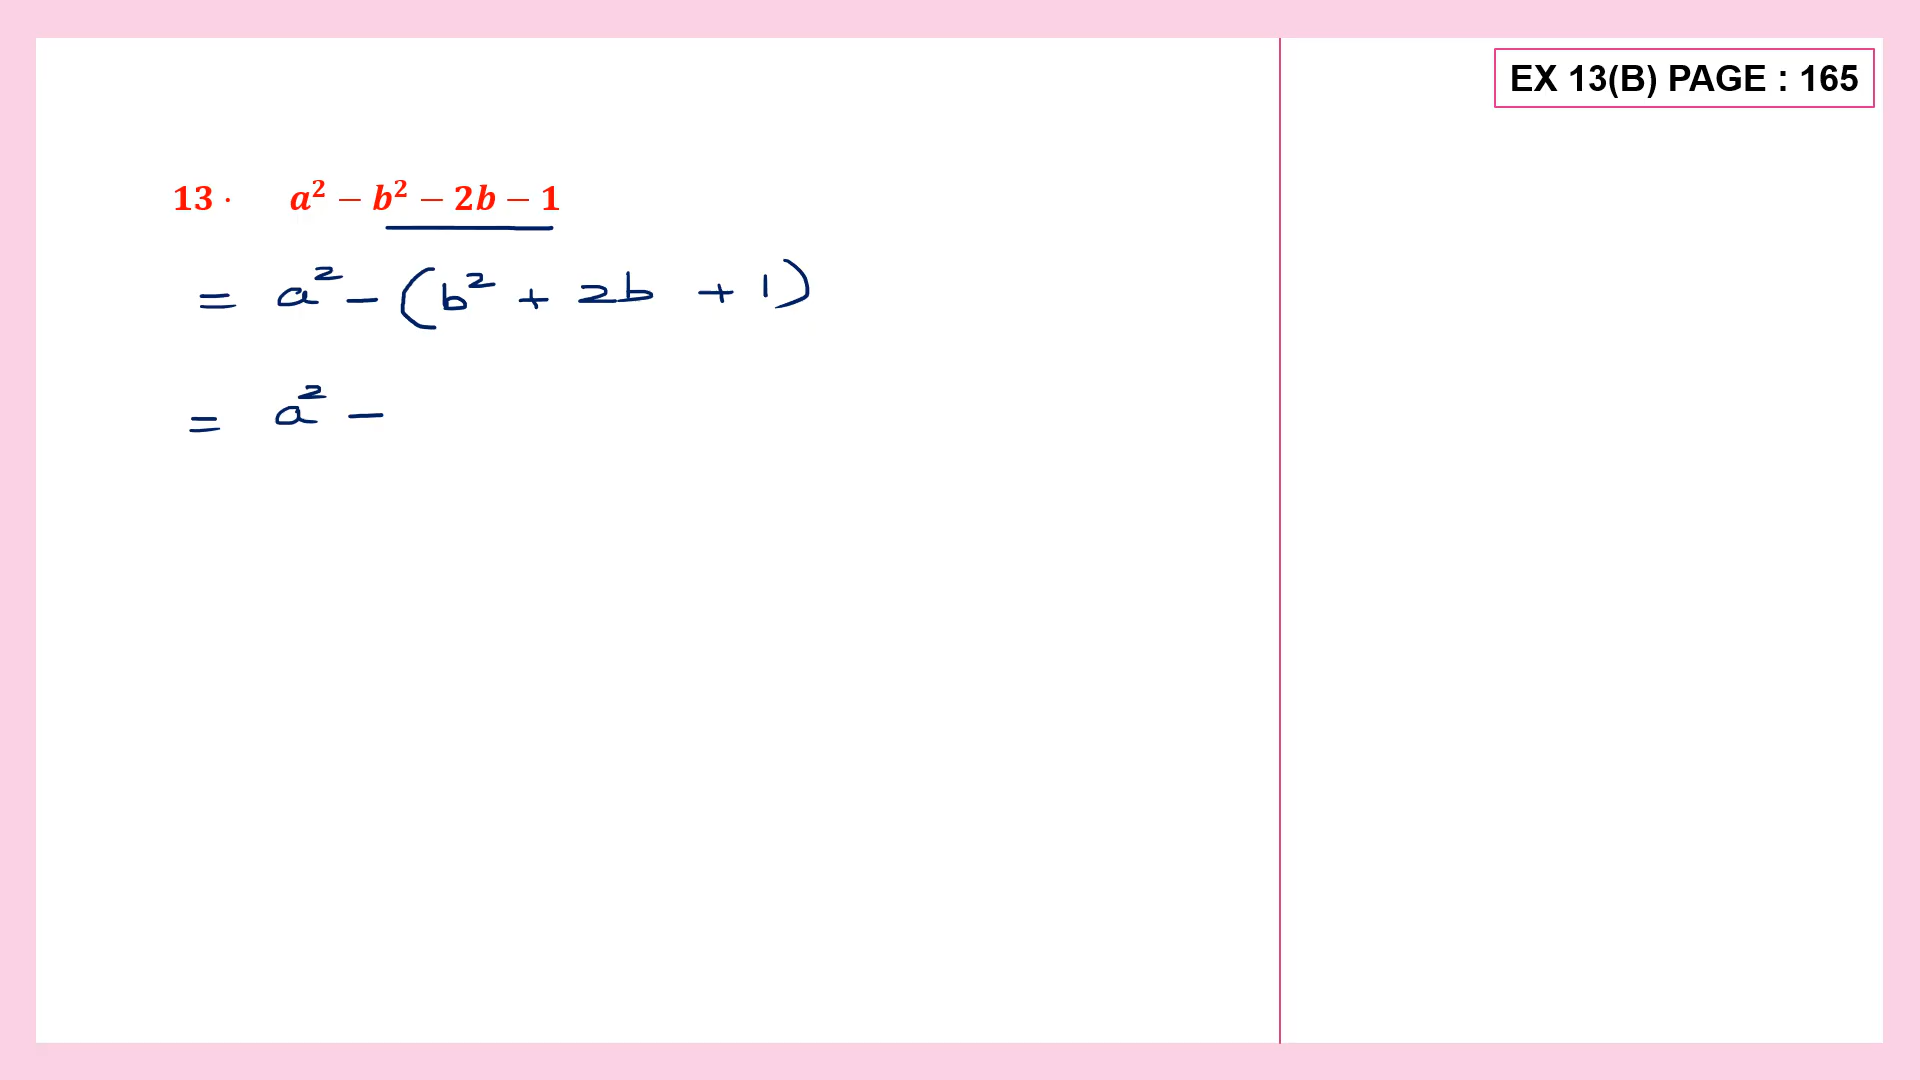 EX 13(B) PAGE : 165
13 · a² − b² − 2b − 1
= a² − (b² + 2b + 1)
= a² −